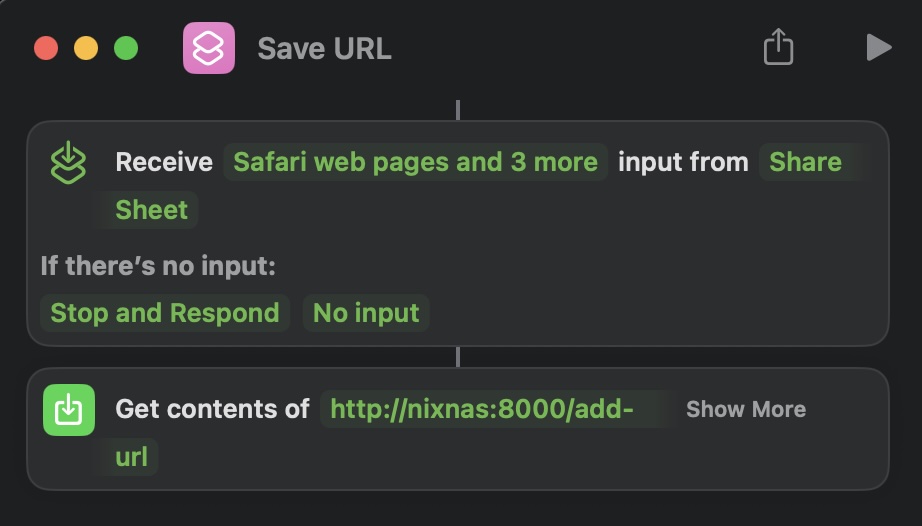 Save URL
Receive Safari web pages and 3 more input from Share
Sheet
If there’s no input:
Stop and Respond No input
Get contents of http://nixnas:8000/add- Show More
url